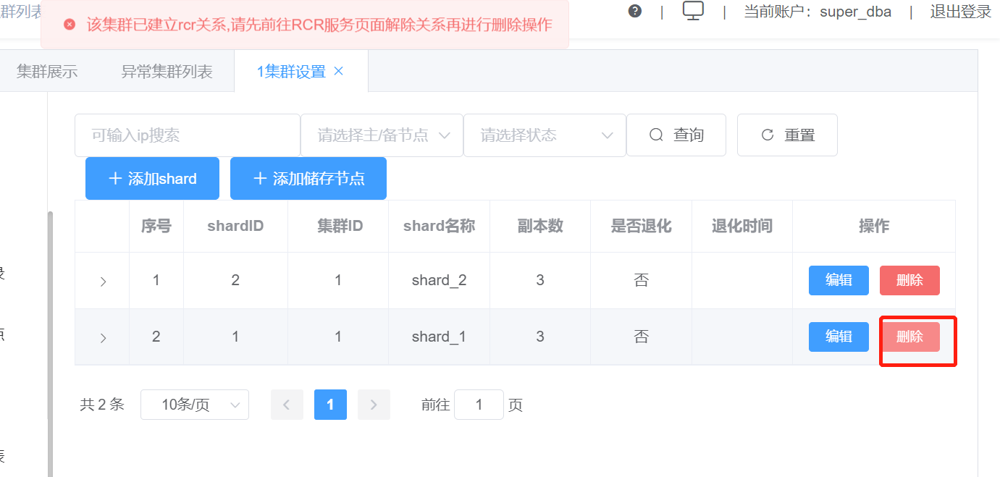 群列表
该集群已建立rcr关系,请先前往RCR服务页面解除关系再进行删除操作
? | | 当前账户：super_dba | 退出登录
集群展示 异常集群列表 1集群设置 ×
可输入ip搜索 请选择主/备节点 请选择状态 查询 重置
+ 添加shard + 添加储存节点
序号 shardID 集群ID shard名称 副本数 是否退化 退化时间 操作
1 2 1 shard_2 3 否 编辑 删除
2 1 1 shard_1 3 否 编辑 删除
共 2 条 10条/页 < 1 > 前往 1 页